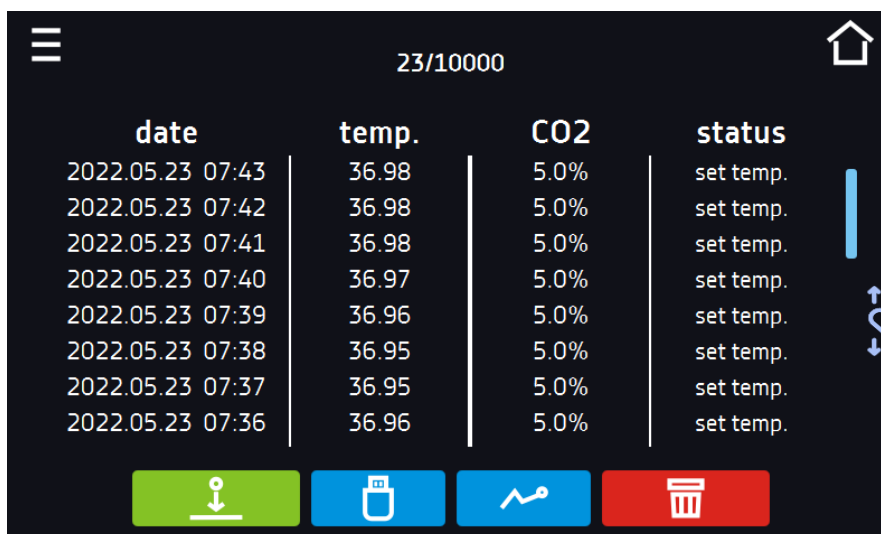 23/10000
date temp. CO2 status
2022.05.23 07:43 36.98 5.0% set temp.
2022.05.23 07:42 36.98 5.0% set temp.
2022.05.23 07:41 36.98 5.0% set temp.
2022.05.23 07:40 36.97 5.0% set temp.
2022.05.23 07:39 36.96 5.0% set temp.
2022.05.23 07:38 36.95 5.0% set temp.
2022.05.23 07:37 36.95 5.0% set temp.
2022.05.23 07:36 36.96 5.0% set temp.